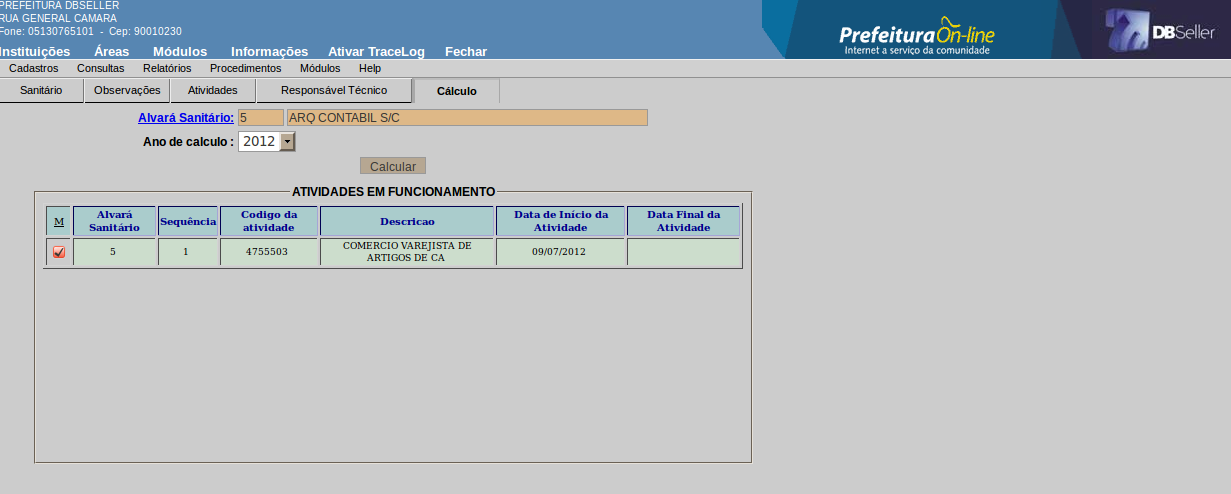 PREFEITURA DBSELLER
RUA GENERAL CAMARA
Fone: 05130765101 - Cep: 90010230
Instituições Áreas Módulos Informações Ativar TraceLog Fechar
Prefeitura On-line
Internet a serviço da comunidade
DBSeller
Cadastros Consultas Relatórios Procedimentos Módulos Help
Sanitário Observações Atividades Responsável Técnico Cálculo
Alvará Sanitário: 5 ARQ CONTABIL S/C
Ano de calculo : 2012
Calcular
ATIVIDADES EM FUNCIONAMENTO
M Alvará Sanitário Sequência Codigo da atividade Descricao Data de Início da Atividade Data Final da Atividade
5 1 4755503 COMERCIO VAREJISTA DE ARTIGOS DE CA 09/07/2012